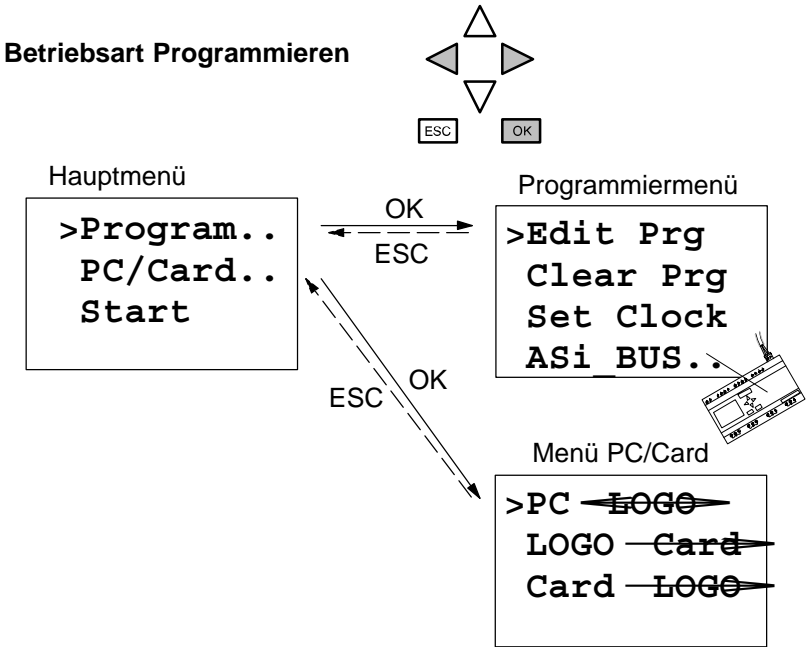 Betriebsart Programmieren
ESC OK
Hauptmenü
>Program..
PC/Card..
Start
OK
ESC
Programmiermenü
>Edit Prg
Clear Prg
Set Clock
ASi_BUS..
OK
ESC
Menü PC/Card
>PC LOGO
LOGO Card
Card LOGO